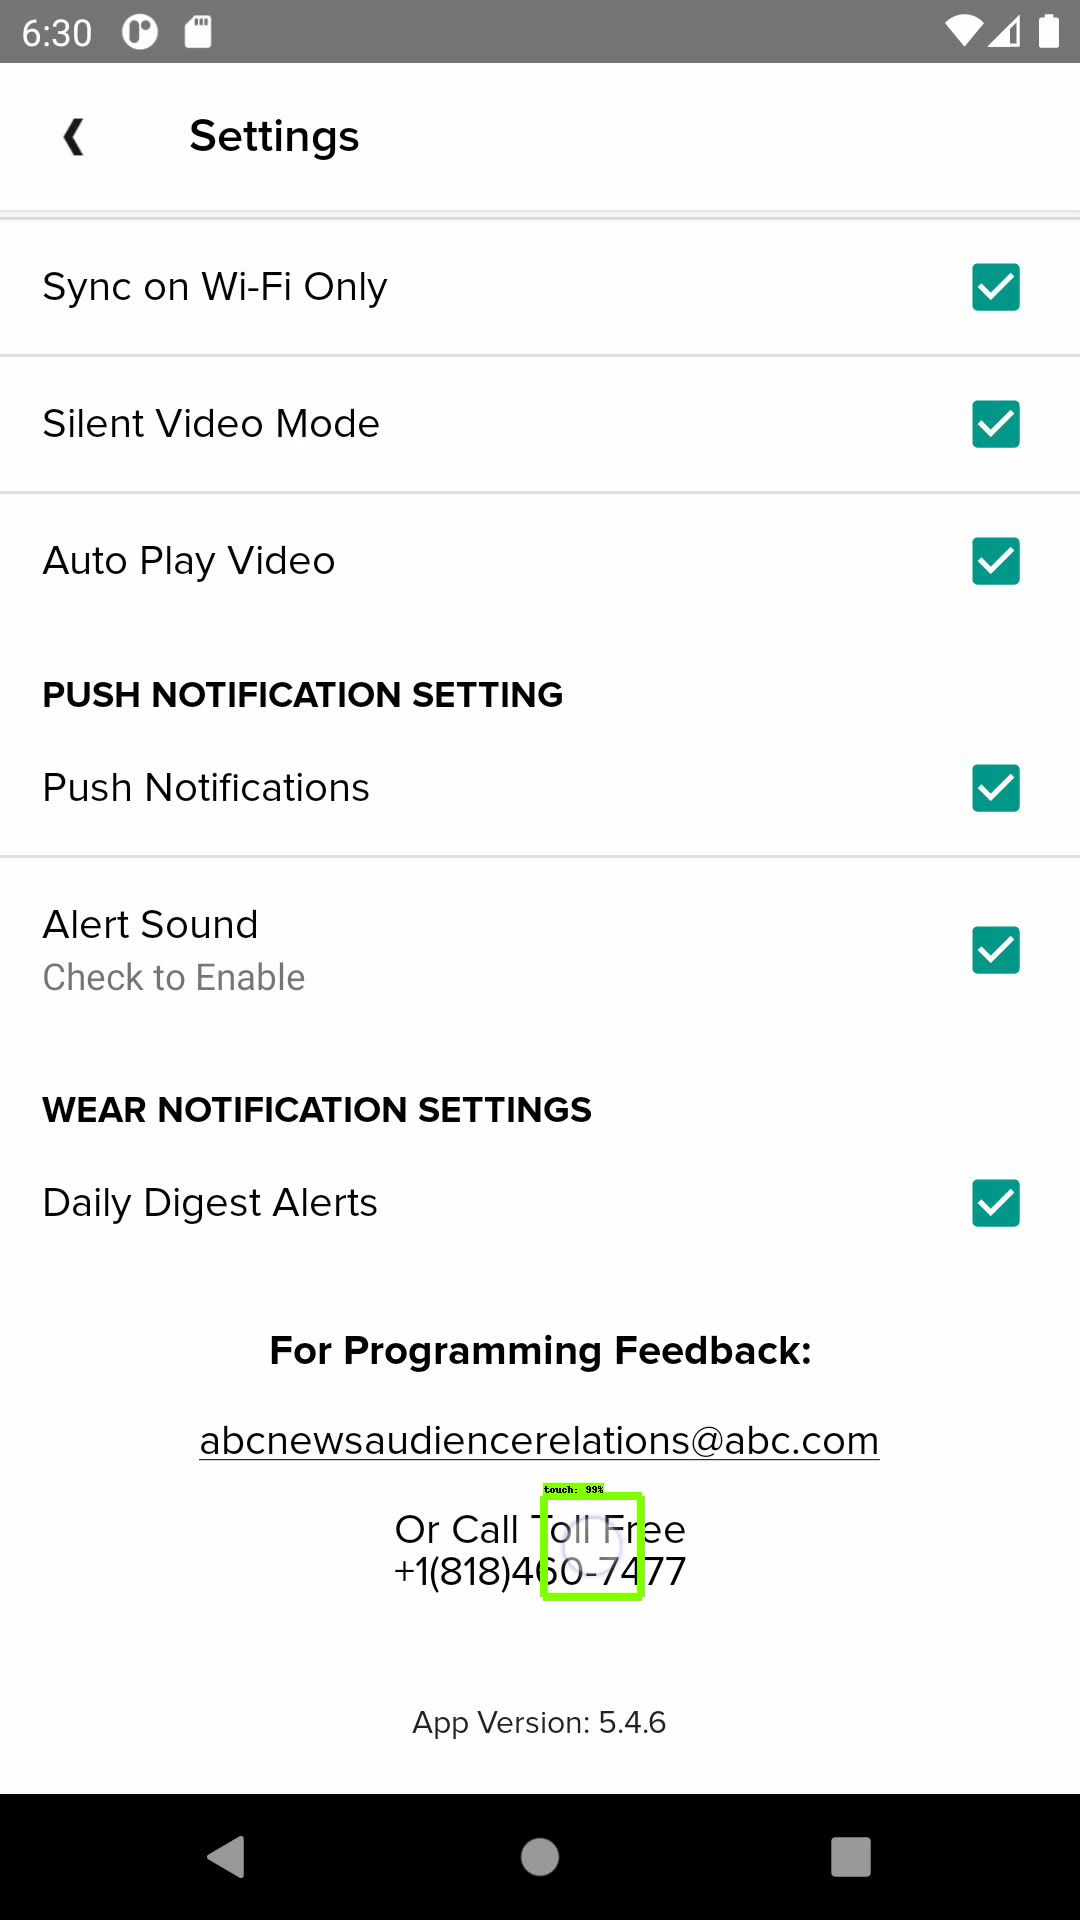 6:30
Settings
Sync on Wi-Fi Only
Silent Video Mode
Auto Play Video
PUSH NOTIFICATION SETTING
Push Notifications
Alert Sound
Check to Enable
WEAR NOTIFICATION SETTINGS
Daily Digest Alerts
For Programming Feedback:
abcnewsaudiencerelations@abc.com
touch: 99%
Or Call Toll Free
+1(818)460-7477
App Version: 5.4.6